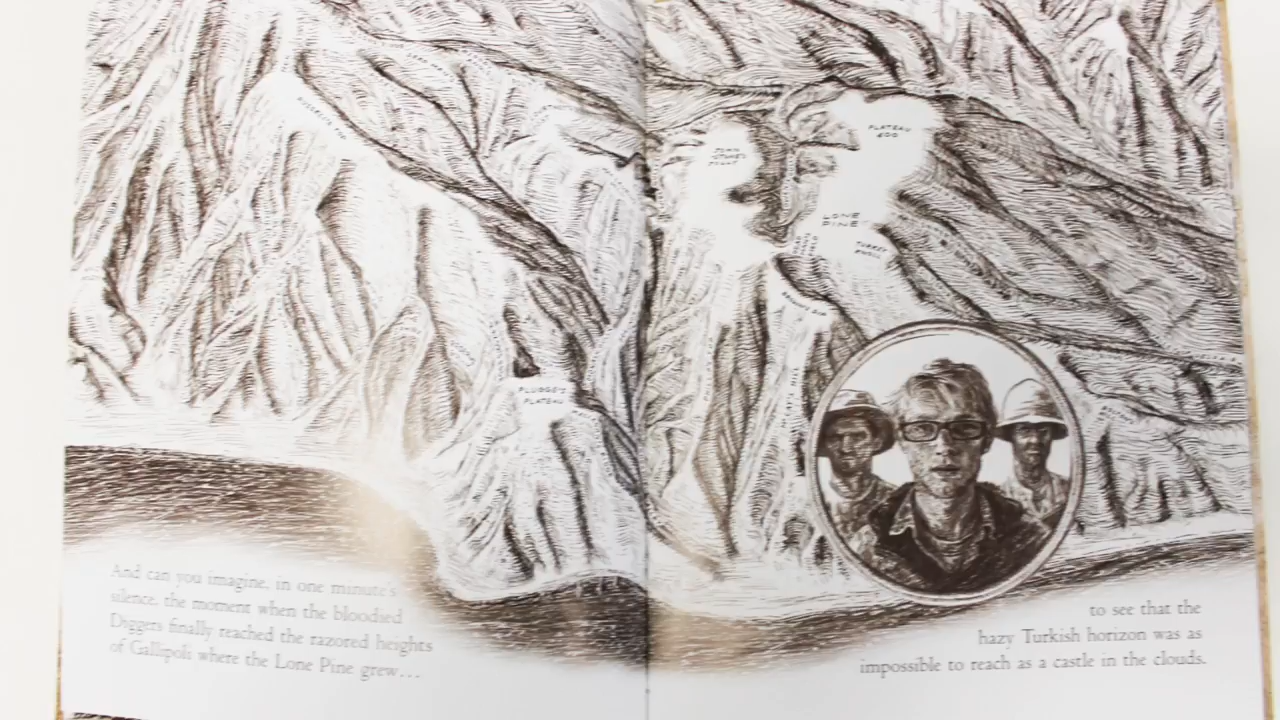 RUSSELL'S TOP
PLUGGE'S
PLATEAU
And can you imagine, in one minute's
silence, the moment when the bloodied
Diggers finally reached the razored heights
of Gallipoli where the Lone Pine grew...
PLATEAU
400
LONE
PINE
to see that the
hazy Turkish horizon was as
impossible to reach as a castle in the clouds.